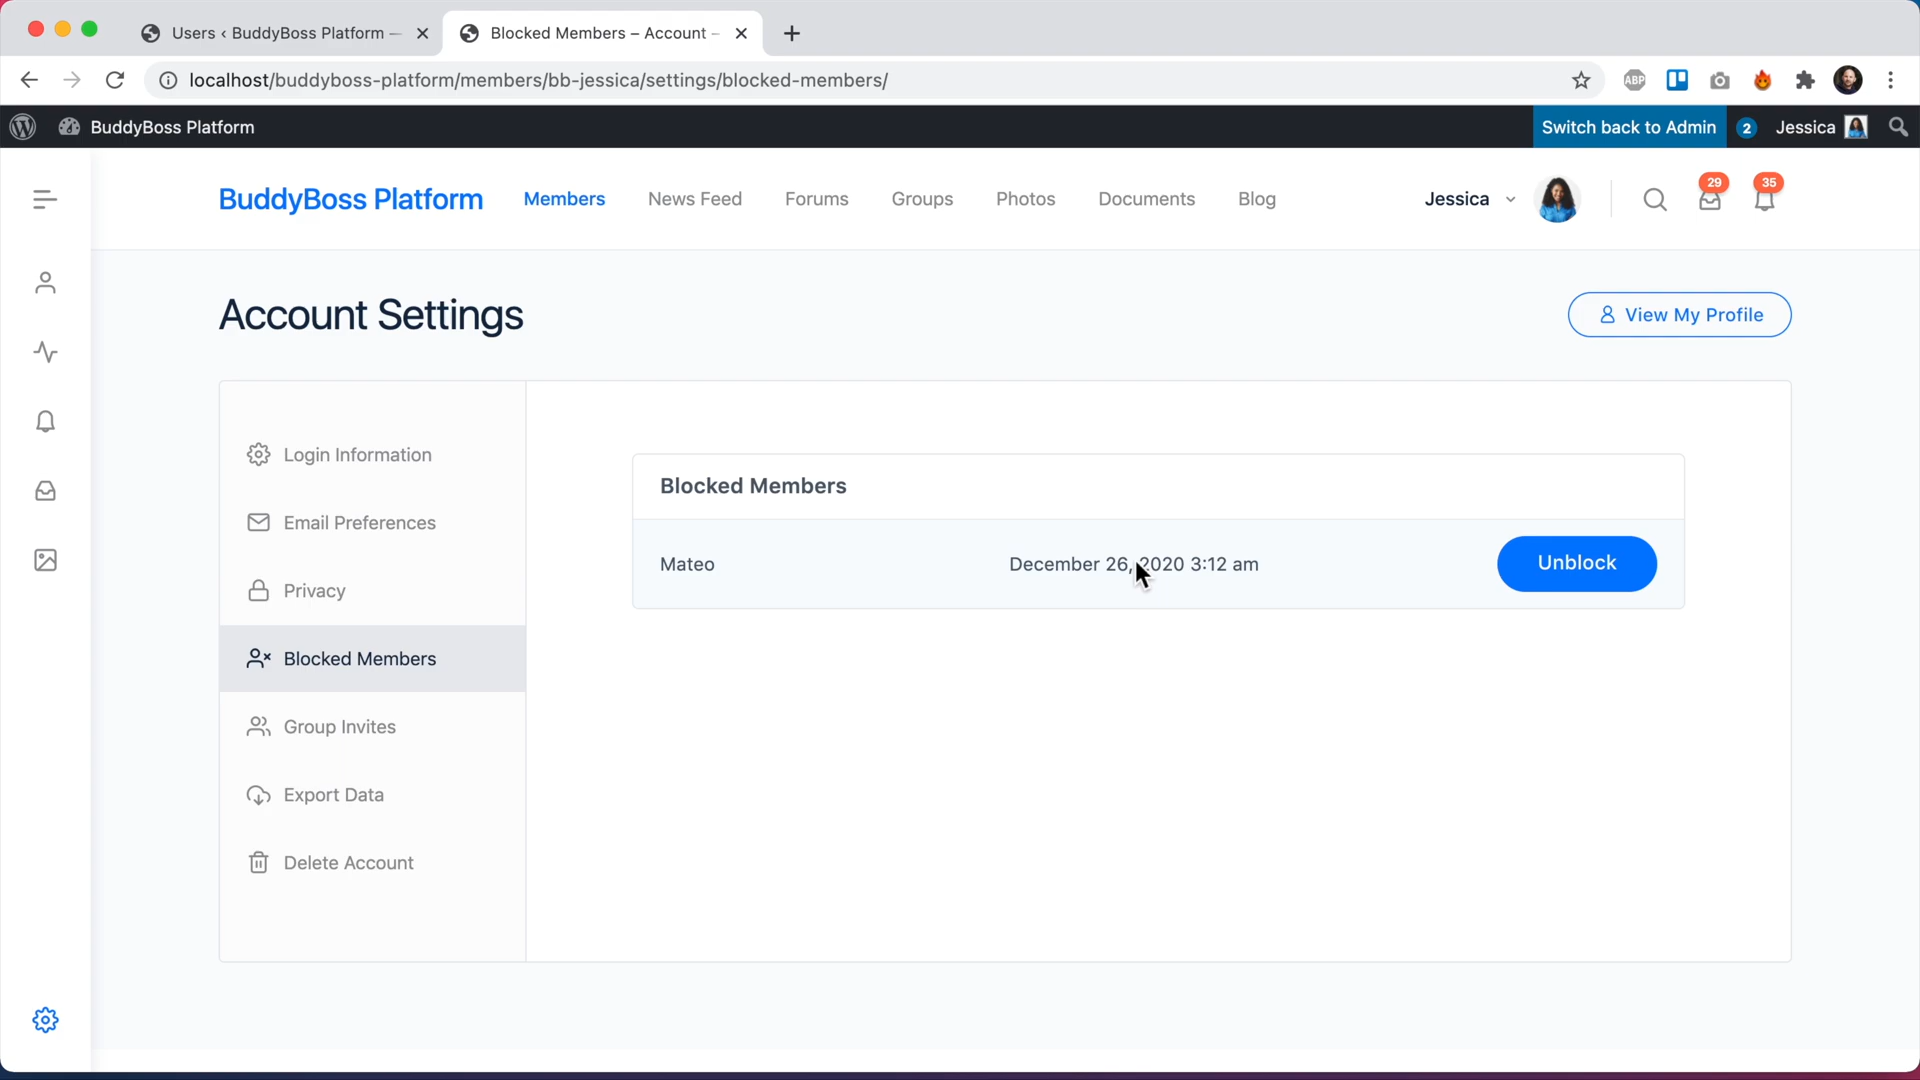 Users ‹ BuddyBoss Platform —
Blocked Members – Account –
localhost/buddyboss-platform/members/bb-jessica/settings/blocked-members/
ABP
BuddyBoss Platform
Switch back to Admin
2
Jessica
BuddyBoss Platform
Members
News Feed
Forums
Groups
Photos
Documents
Blog
Jessica
29
35
Account Settings
View My Profile
Login Information
Email Preferences
Privacy
Blocked Members
Group Invites
Export Data
Delete Account
Blocked Members
Mateo
December 26, 2020 3:12 am
Unblock